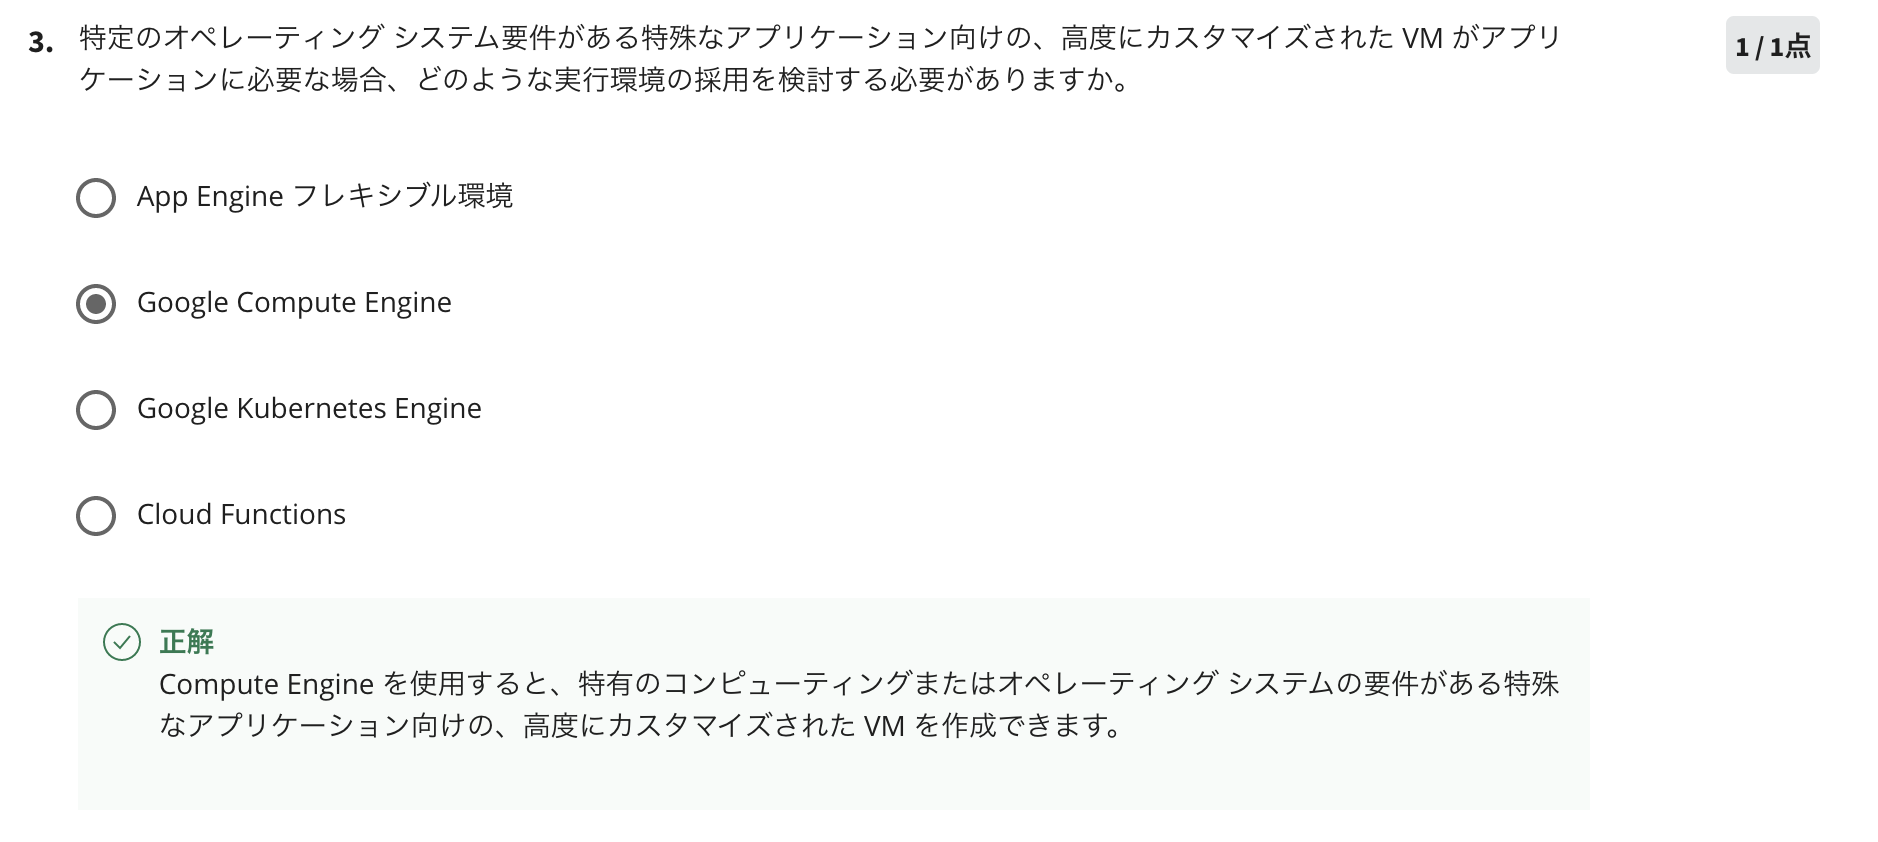 3. 特定のオペレーティング システム要件がある特殊なアプリケーション向けの、高度にカスタマイズされた VM がアプリ
ケーションに必要な場合、どのような実行環境の採用を検討する必要がありますか。
1 / 1点
App Engine フレキシブル環境
Google Compute Engine
Google Kubernetes Engine
Cloud Functions
正解
Compute Engine を使用すると、特有のコンピューティングまたはオペレーティング システムの要件がある特殊
なアプリケーション向けの、高度にカスタマイズされた VM を作成できます。